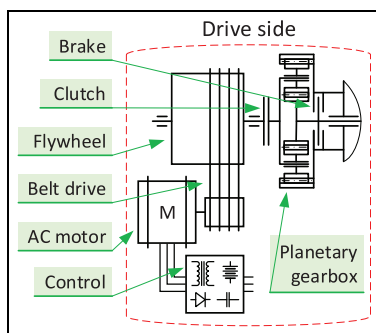 Drive side
Brake
Clutch
Flywheel
Belt drive
AC motor
M
Control
Planetary
gearbox